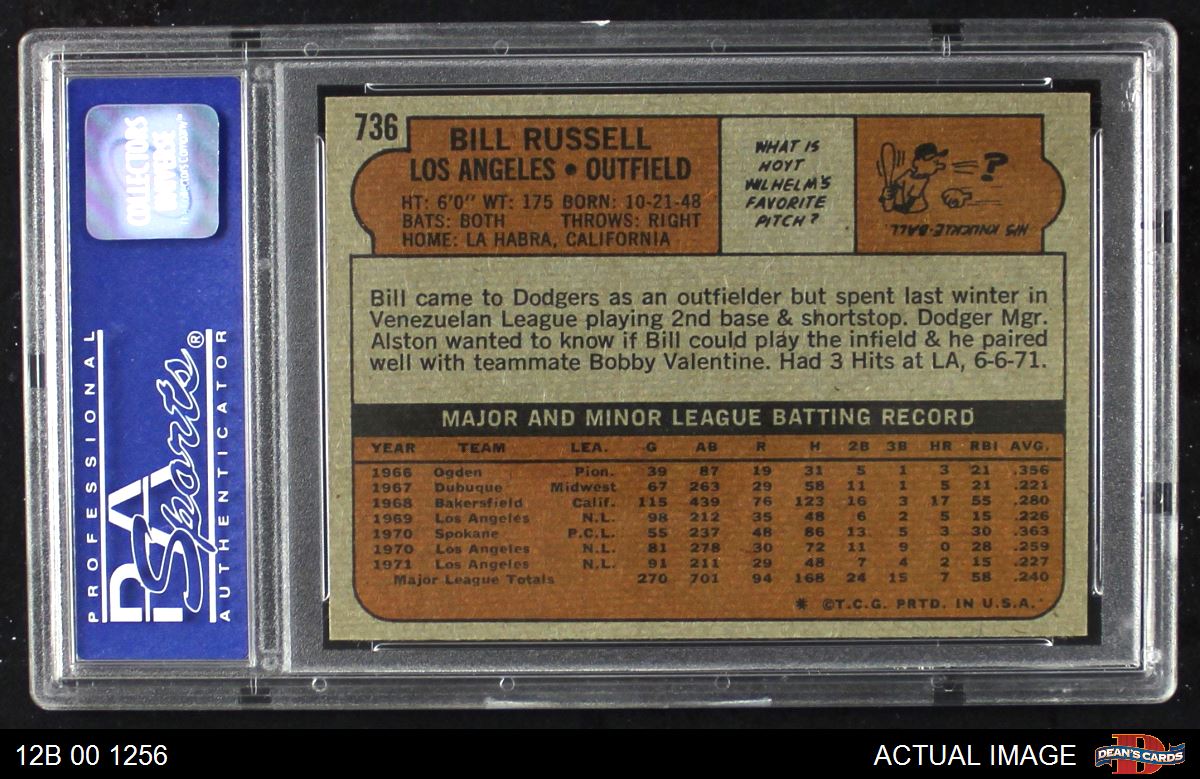 COLLECTORS
UNIVERSE
PROFESSIONAL
PSA
Sports®
AUTHENTICATOR
736
BILL RUSSELL
LOS ANGELES • OUTFIELD
HT: 6'0" WT: 175 BORN: 10-21-48
BATS: BOTH THROWS: RIGHT
HOME: LA HABRA, CALIFORNIA
WHAT IS
HOYT
WILHELM'S
FAVORITE
PITCH?
?
HIS KNUCKLE-BALL
Bill came to Dodgers as an outfielder but spent last winter in
Venezuelan League playing 2nd base & shortstop. Dodger Mgr.
Alston wanted to know if Bill could play the infield & he paired
well with teammate Bobby Valentine. Had 3 Hits at LA, 6-6-71.
MAJOR AND MINOR LEAGUE BATTING RECORD
YEAR TEAM LEA. G AB R H 2B 3B HR RBI AVG.
1966 Ogden Pion. 39 87 19 31 5 1 3 21 .356
1967 Dubuque Midwest 67 263 29 58 11 1 5 21 .221
1968 Bakersfield Calif. 115 439 76 123 16 3 17 55 .280
1969 Los Angeles N.L. 98 212 35 48 6 2 5 15 .226
1970 Spokane P.C.L. 55 237 48 86 13 5 3 30 .363
1970 Los Angeles N.L. 81 278 30 72 11 9 0 28 .259
1971 Los Angeles N.L. 91 211 29 48 7 4 2 15 .227
Major League Totals 270 701 94 168 24 15 7 58 .240
* ©T.C.G. PRTD. IN U.S.A.
12B 00 1256
ACTUAL IMAGE
DEAN'S CARDS